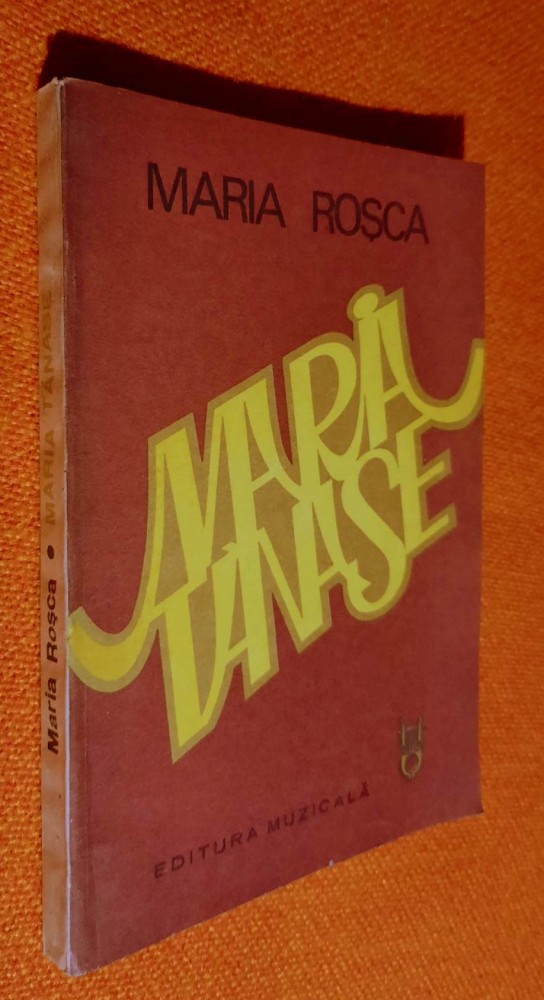 MARIA ROȘCA
MARIA
TĂNASE
EDITURA MUZICALĂ
Maria Roșca • MARIA TĂNASE